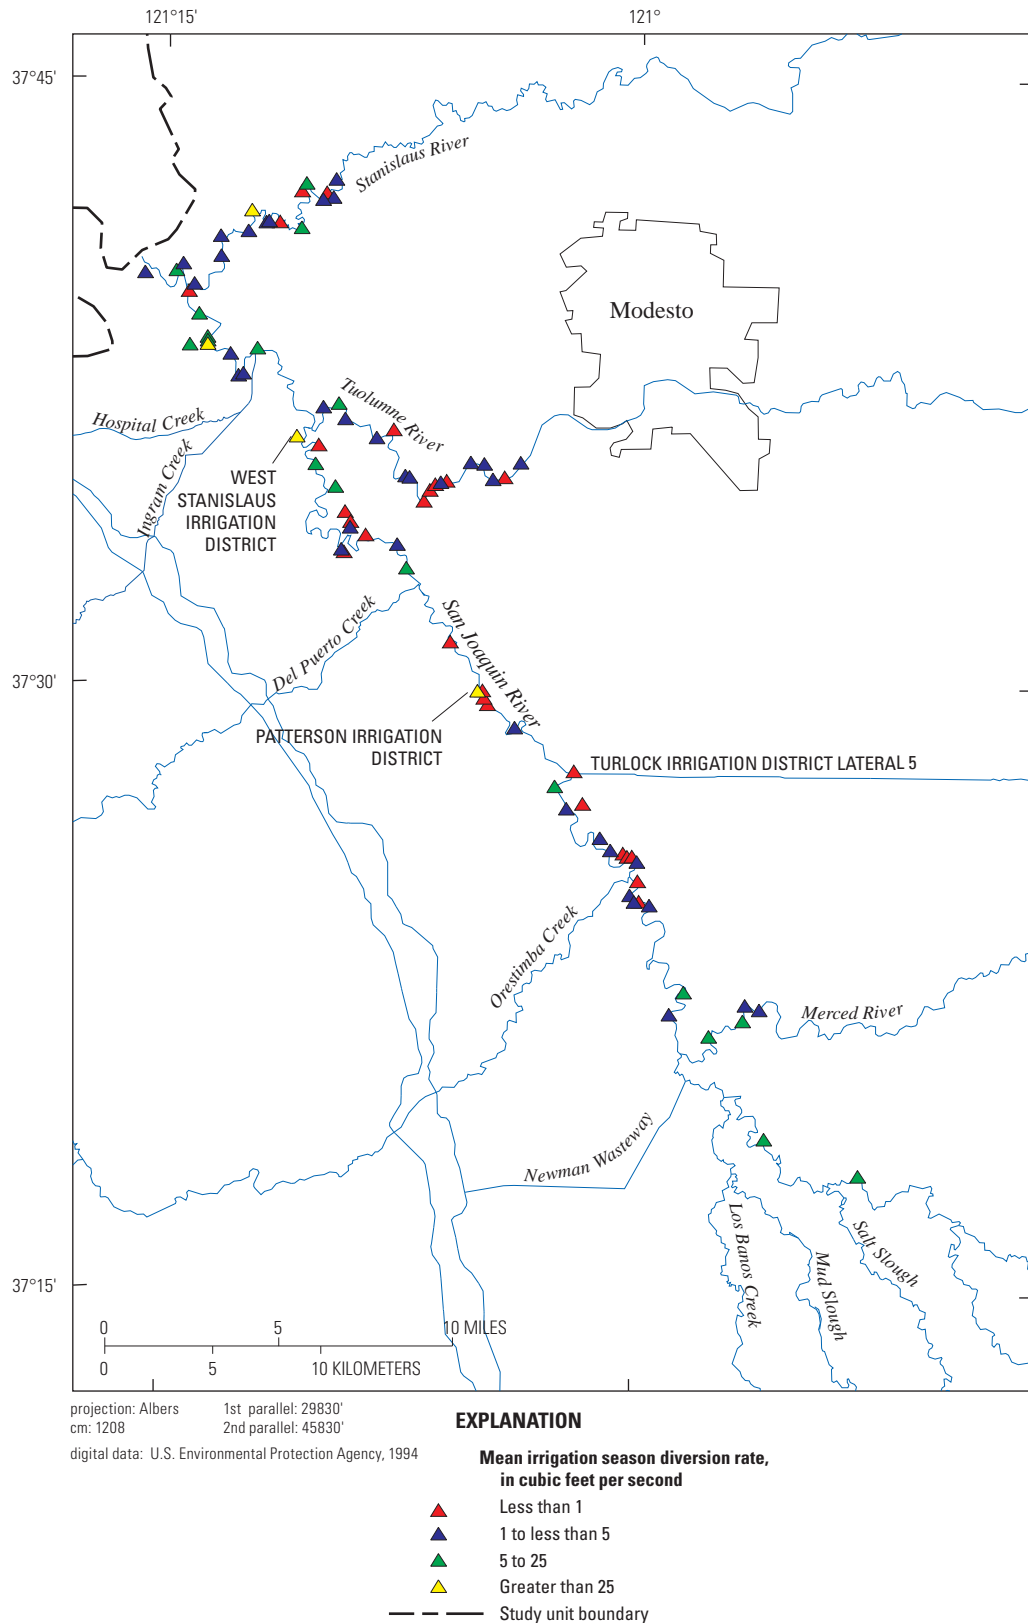 121°15'
121°
37°45'
Stanislaus River
Modesto
Tuolumne
River
Hospital Creek
Ingram Creek
WEST
STANISLAUS
IRRIGATION
DISTRICT
San Joaquin River
Del Puerto Creek
37°30'
PATTERSON IRRIGATION
DISTRICT
TURLOCK IRRIGATION DISTRICT LATERAL 5
Orestimba Creek
Merced River
Newman Wasteway
Los Banos Creek
Mud Slough
Salt Slough
37°15'
0 5 10 MILES
0 5 10 KILOMETERS
projection: Albers 1st parallel: 29830'
cm: 1208 2nd parallel: 45830'
digital data: U.S. Environmental Protection Agency, 1994
EXPLANATION
Mean irrigation season diversion rate,
in cubic feet per second
Less than 1
1 to less than 5
5 to 25
Greater than 25
Study unit boundary